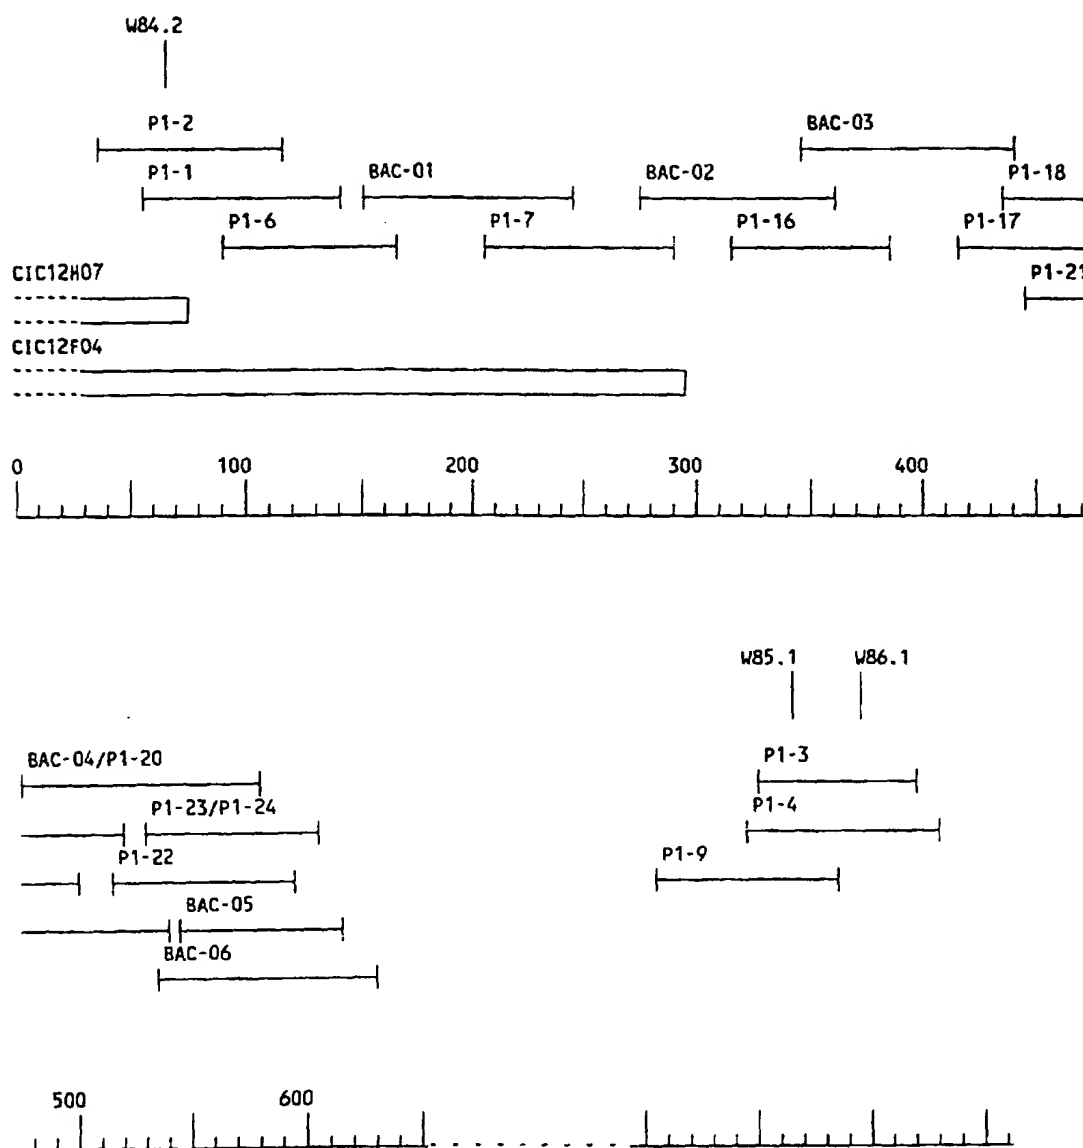 W84.2
P1-2 BAC-03
P1-1 BAC-01 BAC-02 P1-18
P1-6 P1-7 P1-16 P1-17
CIC12H07 P1-21
CIC12F04
0 100 200 300 400
W85.1 W86.1
BAC-04/P1-20 P1-3
P1-23/P1-24 P1-4
P1-22 P1-9
BAC-05
BAC-06
500 600